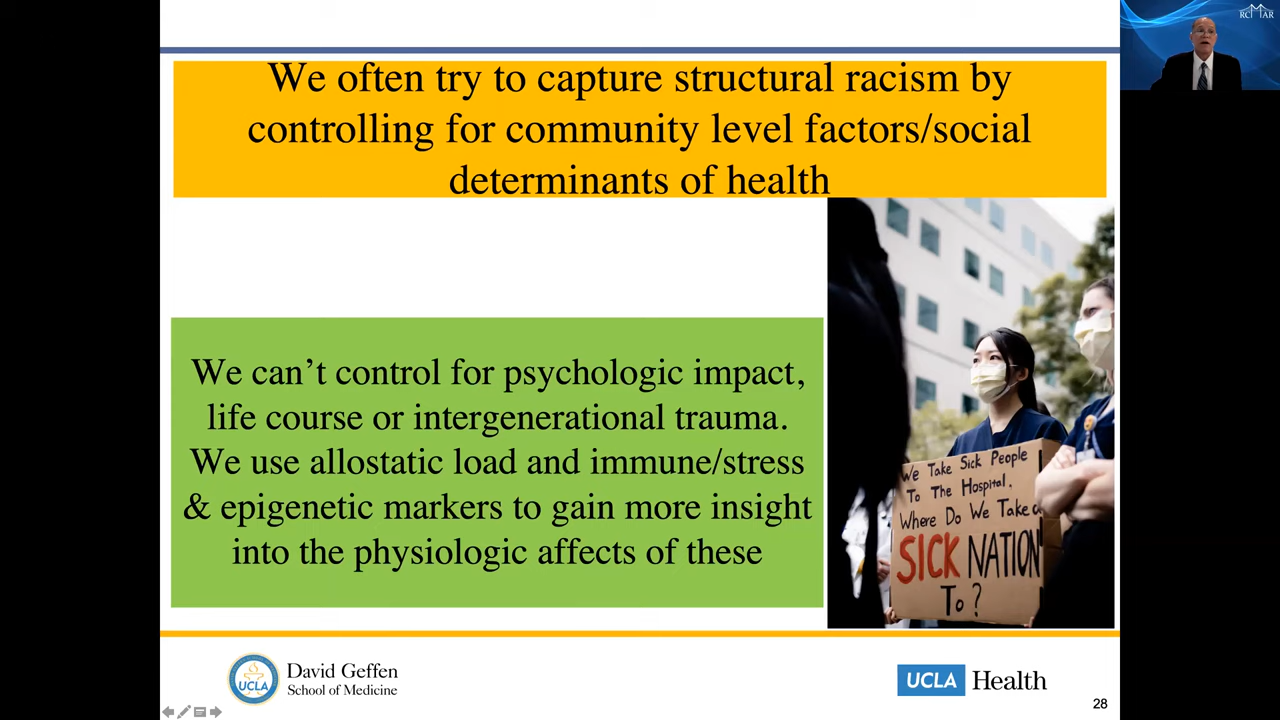 We often try to capture structural racism by
controlling for community level factors/social
determinants of health
RCMAR
We can’t control for psychologic impact,
life course or intergenerational trauma.
We use allostatic load and immune/stress
& epigenetic markers to gain more insight
into the physiologic affects of these
We Take Sick People
To The Hospital.
Where Do We Take a
SICK NATION
To ?
UCLA
David Geffen
School of Medicine
UCLA Health
28